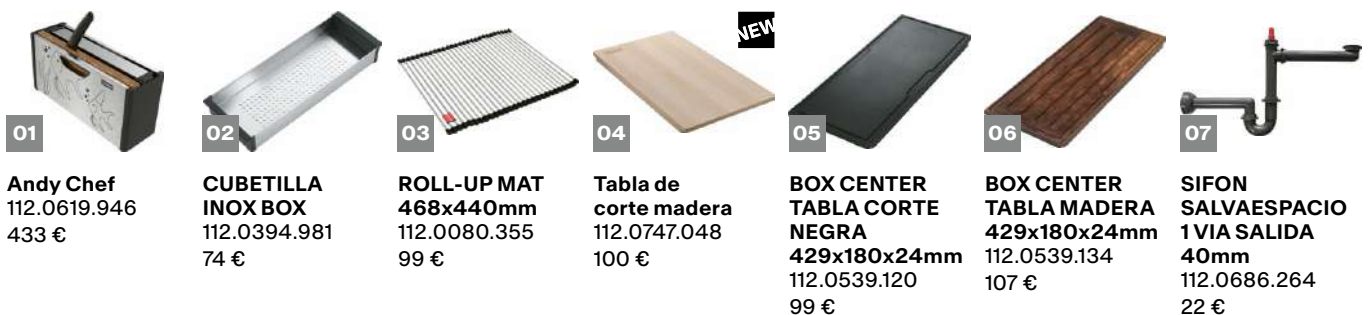 NEW
01
02
03
04
05
06
07
Andy Chef
112.0619.946
433 €
CUBETILLA
INOX BOX
112.0394.981
74 €
ROLL-UP MAT
468x440mm
112.0080.355
99 €
Tabla de
corte madera
112.0747.048
100 €
BOX CENTER
TABLA CORTE
NEGRA
429x180x24mm
112.0539.120
99 €
BOX CENTER
TABLA MADERA
429x180x24mm
112.0539.134
107 €
SIFON
SALVAESPACIO
1 VIA SALIDA
40mm
112.0686.264
22 €